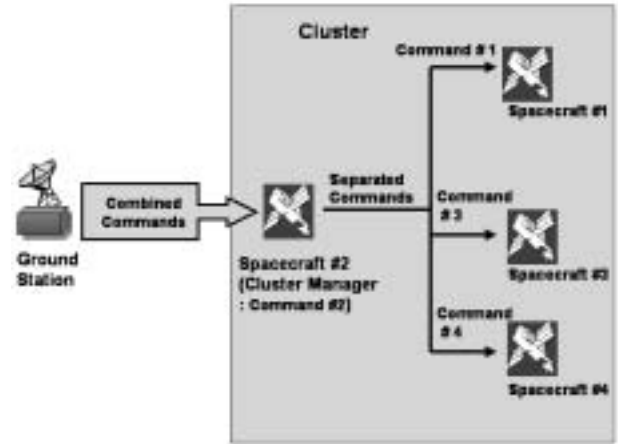 Cluster
Command #1
Spacecraft #1
Combined
Commands
Separated
Commands
Command
#3
Ground
Station
Spacecraft #2
(Cluster Manager
: Command #2)
Spacecraft #3
Command
#4
Spacecraft #4